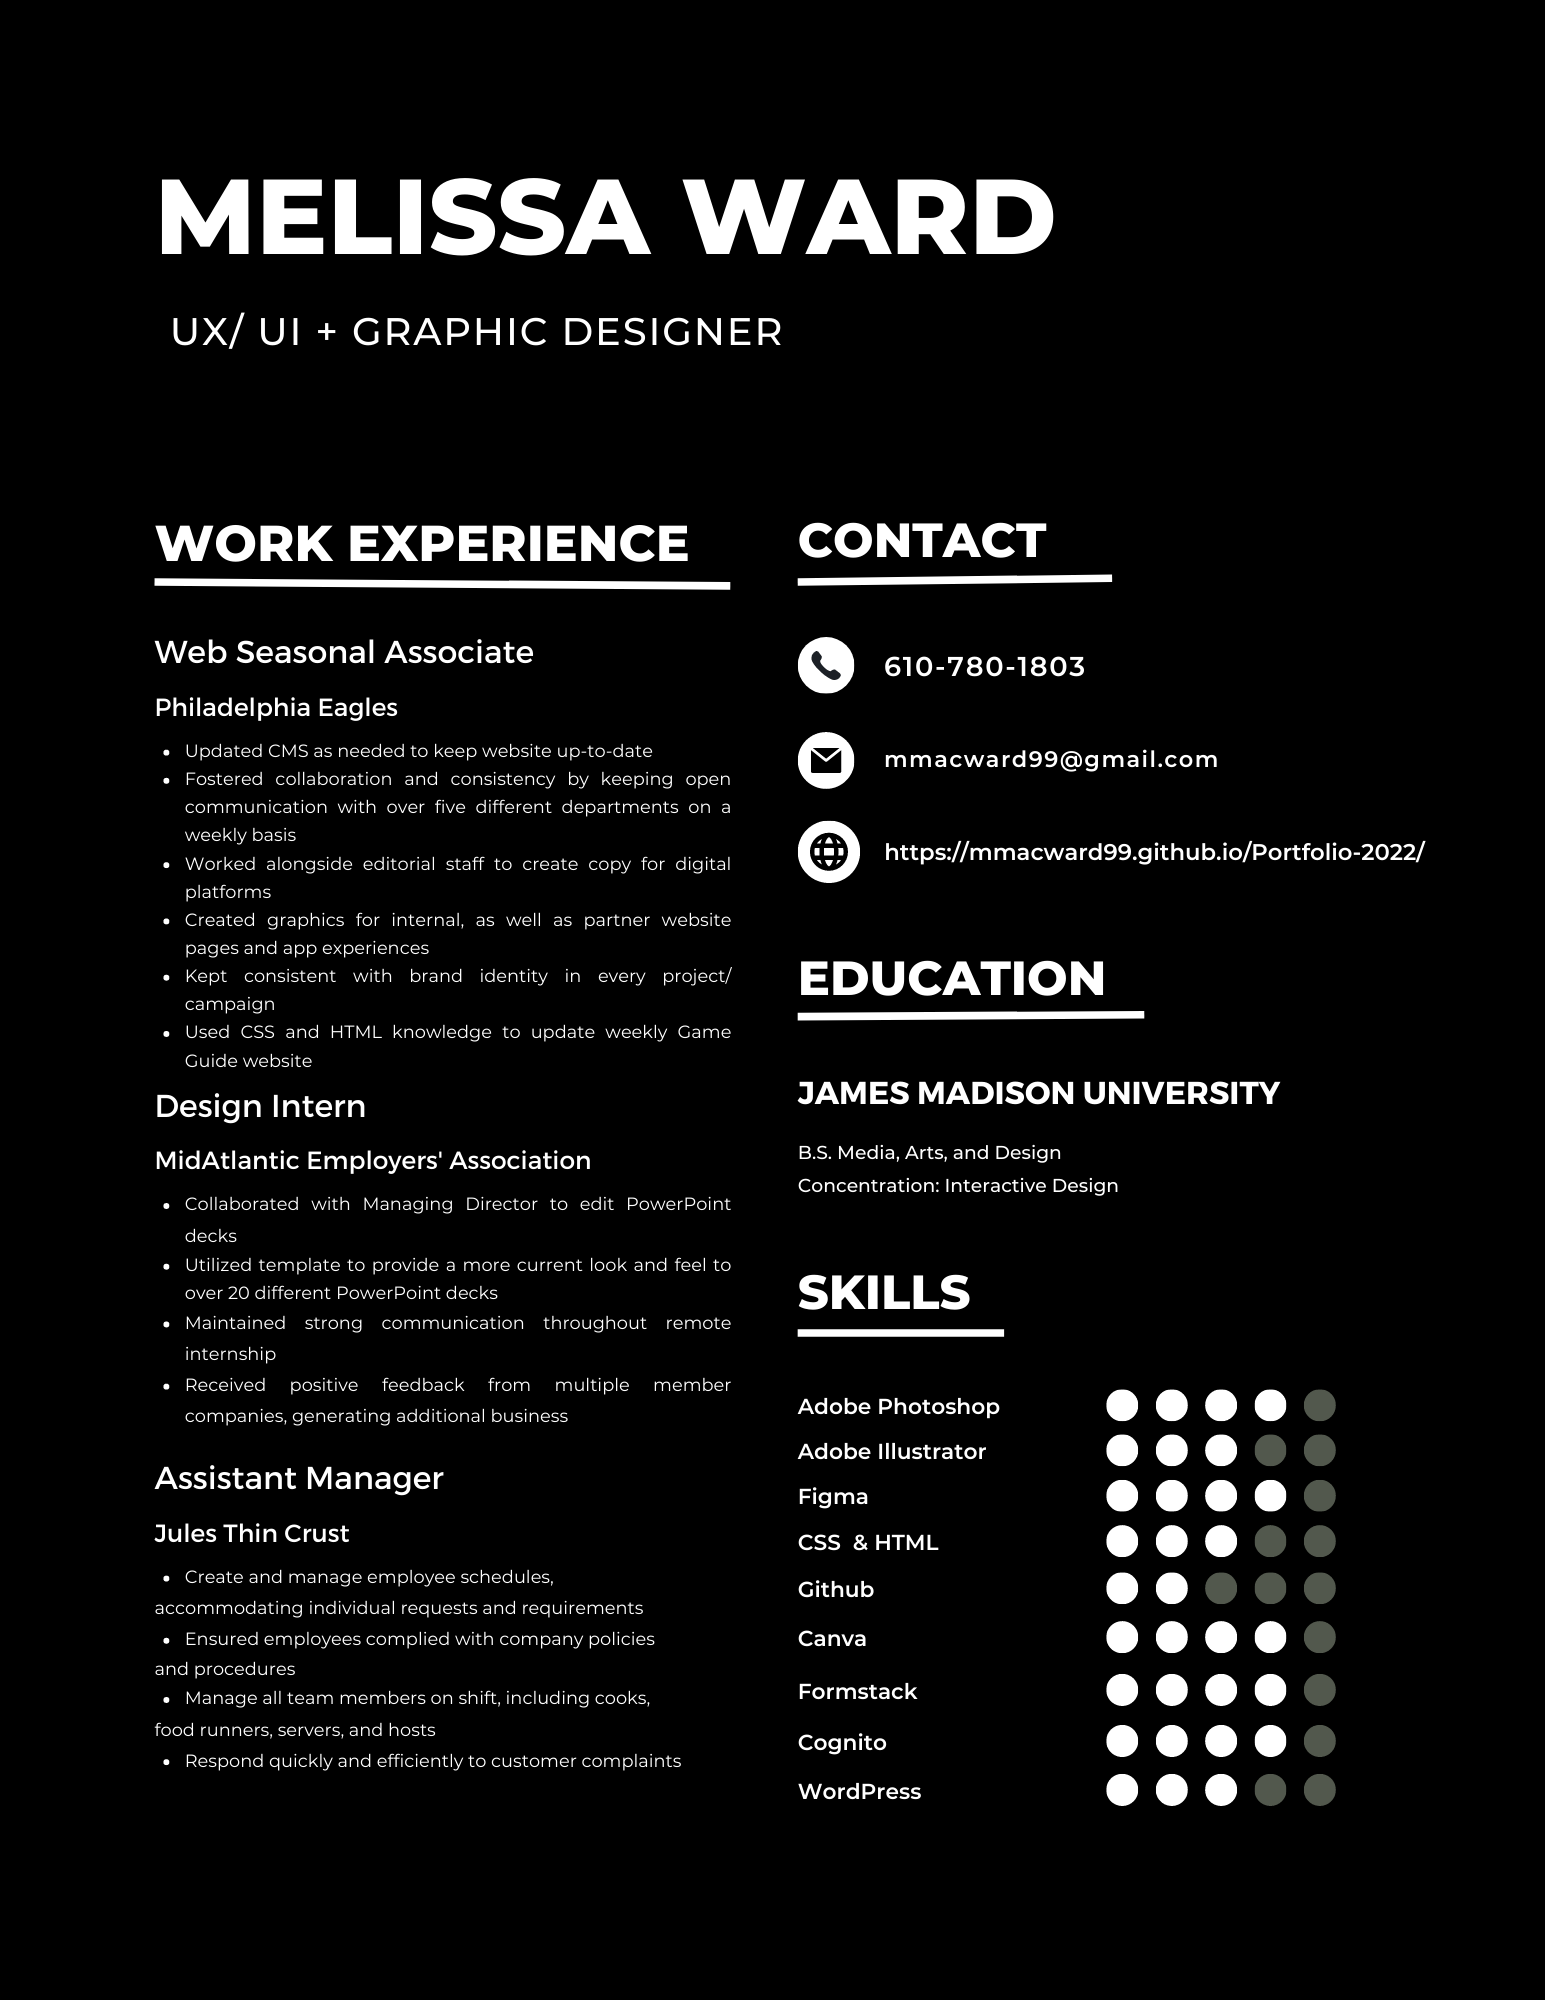 MELISSA WARD
UX/ UI + GRAPHIC DESIGNER
WORK EXPERIENCE
Web Seasonal Associate
Philadelphia Eagles
• Updated CMS as needed to keep website up-to-date
• Fostered collaboration and consistency by keeping open
communication with over five different departments on a
weekly basis
• Worked alongside editorial staff to create copy for digital
platforms
• Created graphics for internal, as well as partner website
pages and app experiences
• Kept consistent with brand identity in every project/
campaign
• Used CSS and HTML knowledge to update weekly Game
Guide website
Design Intern
MidAtlantic Employers' Association
• Collaborated with Managing Director to edit PowerPoint
decks
• Utilized template to provide a more current look and feel to
over 20 different PowerPoint decks
• Maintained strong communication throughout remote
internship
• Received positive feedback from multiple member
companies, generating additional business
Assistant Manager
Jules Thin Crust
• Create and manage employee schedules,
accommodating individual requests and requirements
• Ensured employees complied with company policies
and procedures
• Manage all team members on shift, including cooks,
food runners, servers, and hosts
• Respond quickly and efficiently to customer complaints
CONTACT
610-780-1803
mmacward99@gmail.com
https://mmacward99.github.io/Portfolio-2022/
EDUCATION
JAMES MADISON UNIVERSITY
B.S. Media, Arts, and Design
Concentration: Interactive Design
SKILLS
Adobe Photoshop
Adobe Illustrator
Figma
CSS & HTML
Github
Canva
Formstack
Cognito
WordPress